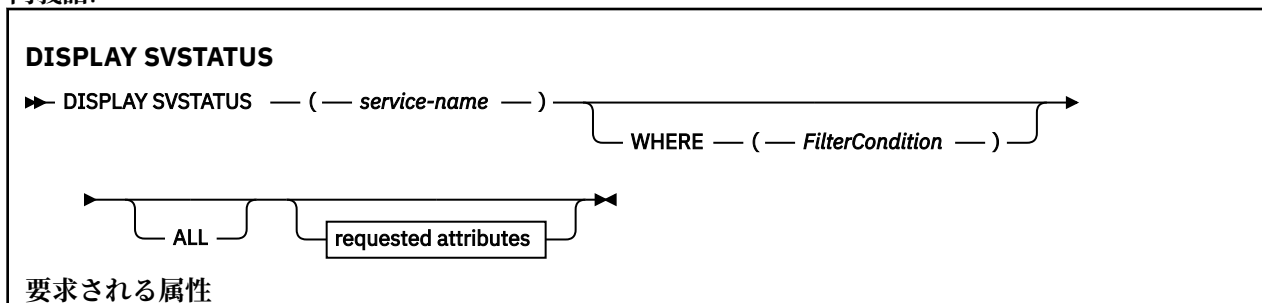 DISPLAY SVSTATUS
DISPLAY SVSTATUS ( service-name )
WHERE ( FilterCondition )
ALL requested attributes
要求される属性